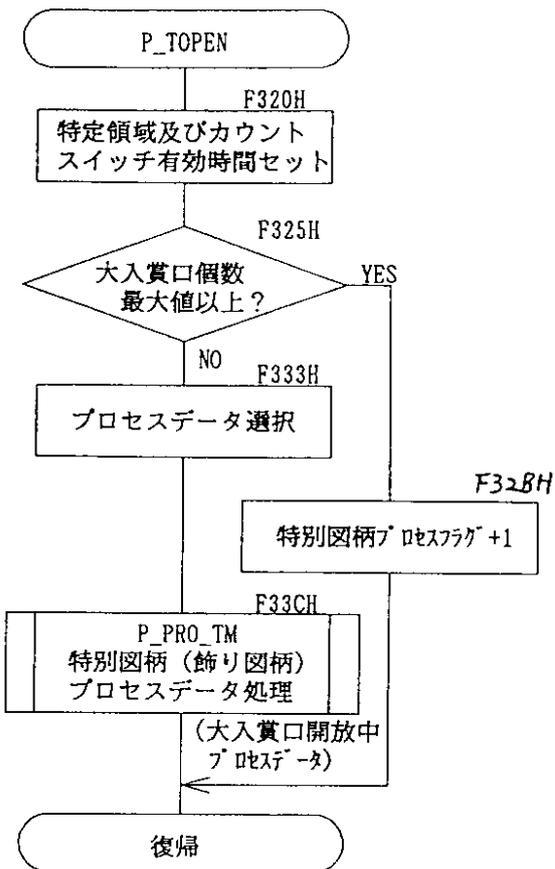 P_TOPEN
F320H
特定領域及びカウント
スイッチ有効時間セット
F325H
大入賞口個数
最大値以上?
YES
NO
F333H
プロセスデータ選択
F32BH
特別図柄プロセスフラグ+1
F33CH
P_PRO_TM
特別図柄(飾り図柄)
プロセスデータ処理
(大入賞口開放中
プロセスデータ)
復帰